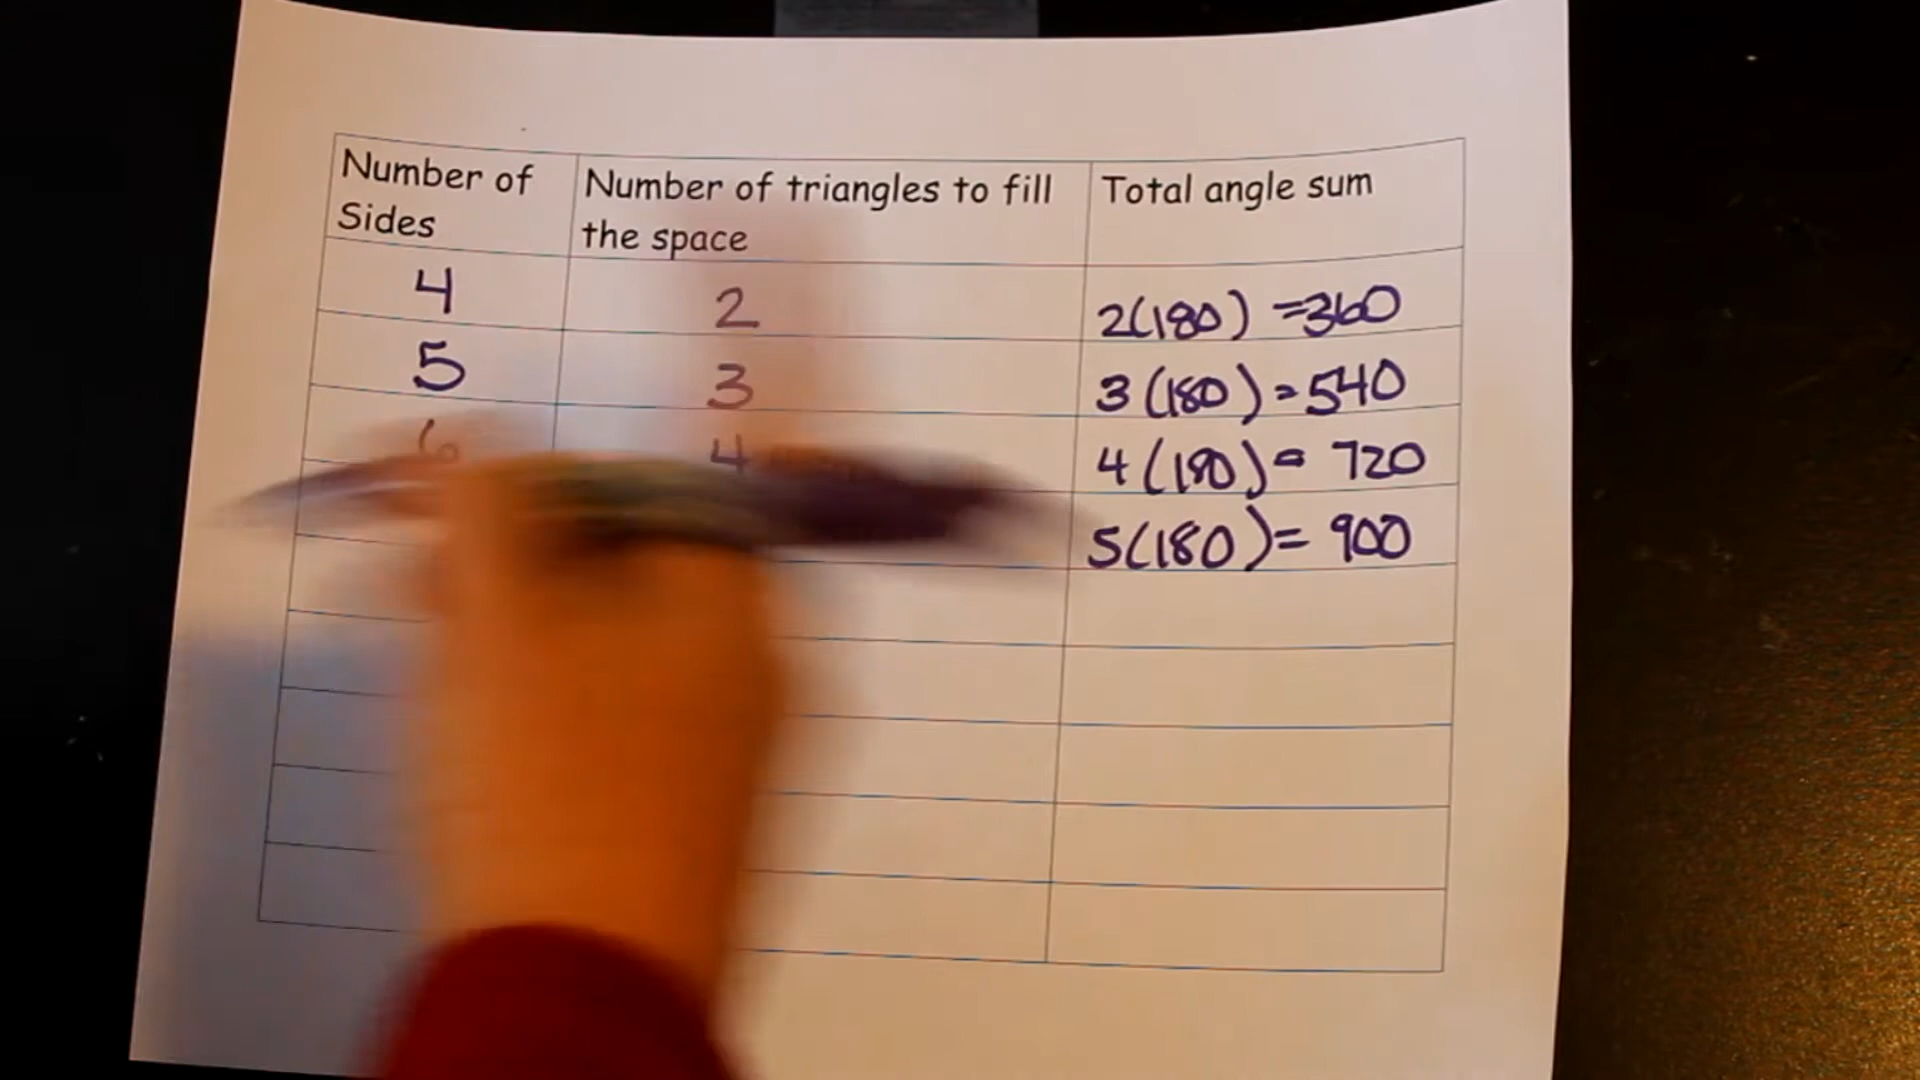 Number of
Sides
Number of triangles to fill
the space
Total angle sum
4 2 2(180) =360
5 3 3(180)=540
6 4 4(180)= 720
5(180)= 900